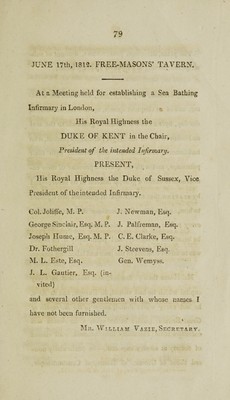 79
JUNE 17th, 1812. FREE-MASONS' TAVERN.
At a Meeting held for establishing a Sea Bathing
Infirmary in London,
His Royal Highness the
DUKE OF KENT in the Chair,
President of the intended Infirmary.
PRESENT,
His Royal Highness the Duke of Sussex, Vice
President of the intended Infirmary.
Col. Joliffe, M. P.
George Sinclair, Esq. M. P.
Joseph Hume, Esq. M. P.
Dr. Fothergill
M. L. Este, Esq.
J. L. Gautier, Esq. (in-
vited)
J. Newman, Esq.
J. Palfreman, Esq.
C. E. Clarke, Esq.
J. Steevens, Esq.
Gen. Wemyss.
and several other gentlemen with whose names I
have not been furnished.
MR. WILLIAM VASIE, SECRETARY.